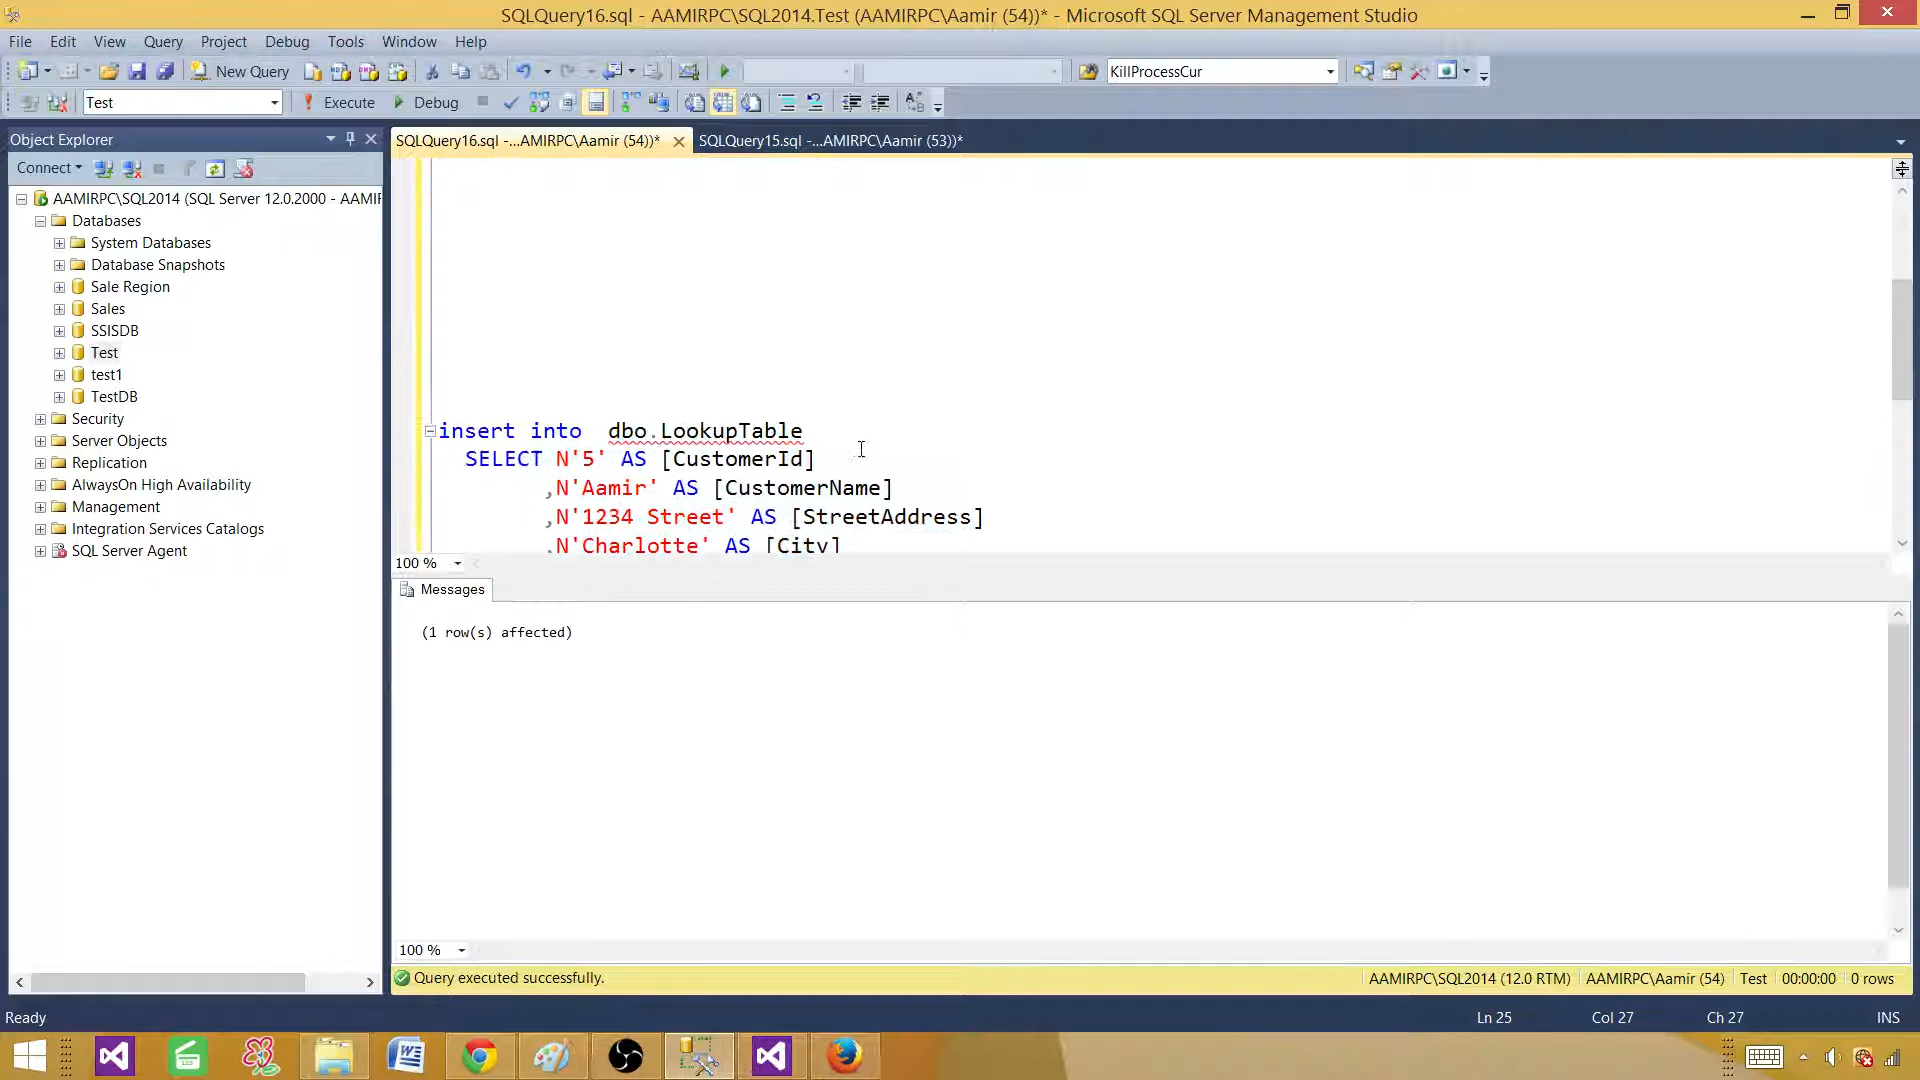 SQLQuery16.sql - AAMIRPC\SQL2014.Test (AAMIRPC\Aamir (54))* - Microsoft SQL Server Management Studio
File Edit View Query Project Debug Tools Window Help
New Query KillProcessCur
Test Execute Debug
Object Explorer
SQLQuery16.sql -...AMIRPC\Aamir (54))* SQLQuery15.sql -...AMIRPC\Aamir (53))*
Connect
AAMIRPC\SQL2014 (SQL Server 12.0.2000 - AAMIF
Databases
System Databases
Database Snapshots
Sale Region
Sales
SSISDB
Test
test1
TestDB
Security
Server Objects
Replication
AlwaysOn High Availability
Management
Integration Services Catalogs
SQL Server Agent
insert into  dbo.LookupTable
SELECT N'5' AS [CustomerId]
,N'Aamir' AS [CustomerName]
,N'1234 Street' AS [StreetAddress]
,N'Charlotte' AS [City]
100 %
Messages
(1 row(s) affected)
100 %
Query executed successfully. AAMIRPC\SQL2014 (12.0 RTM) AAMIRPC\Aamir (54) Test 00:00:00 0 rows
Ready Ln 25 Col 27 Ch 27 INS